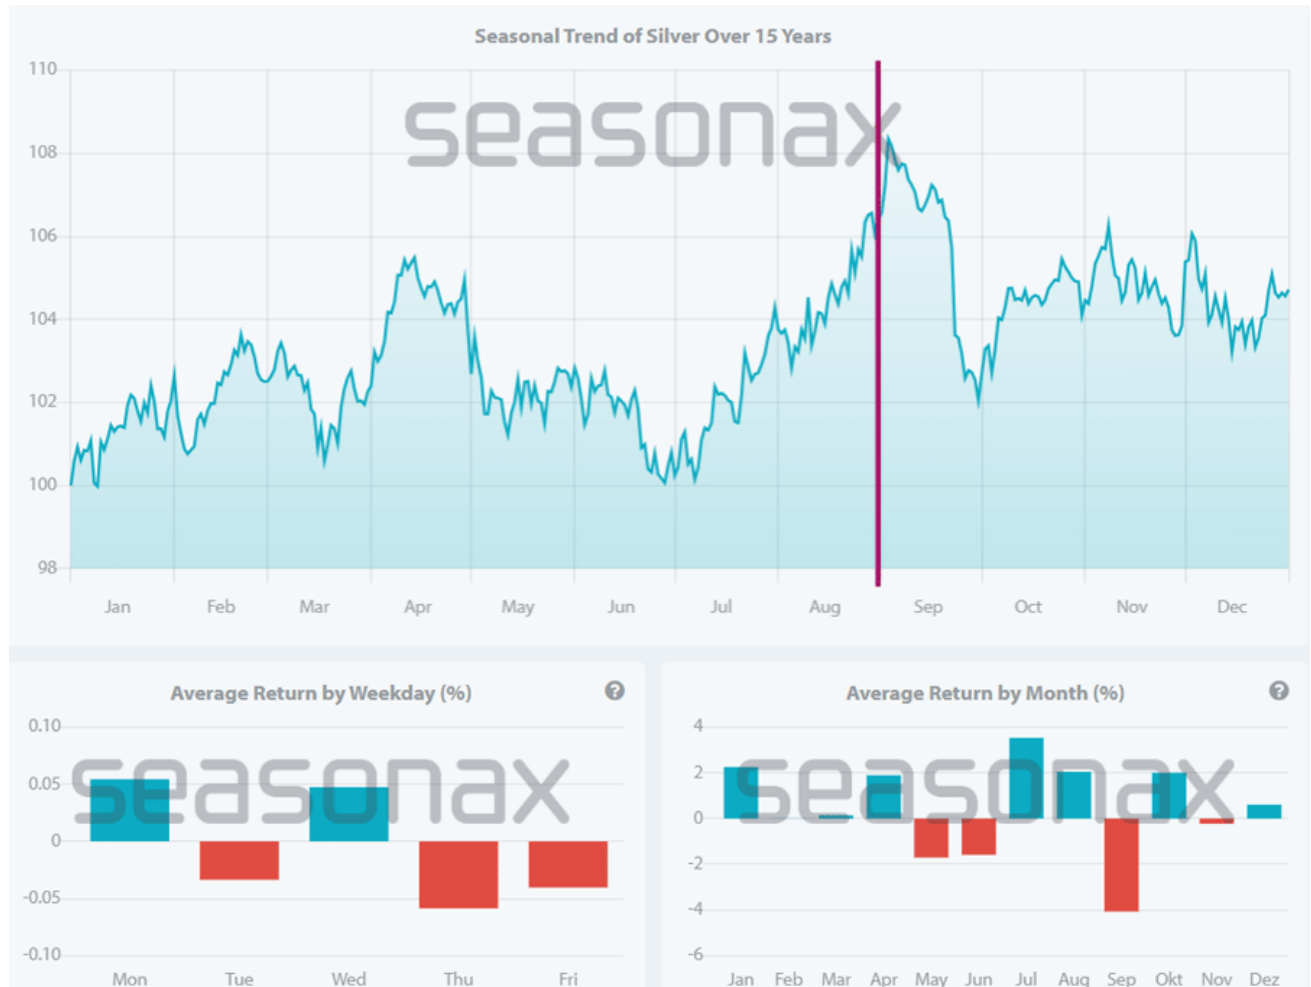 Seasonal Trend of Silver Over 15 Years
seasonax
110
108
106
104
102
100
98
Jan Feb Mar Apr May Jun Jul Aug Sep Oct Nov Dec
Average Return by Weekday (%) ?
seasonax
0.10
0.05
0
-0.05
-0.10
Mon Tue Wed Thu Fri
Average Return by Month (%) ?
seasonax
4
2
0
-2
-4
-6
Jan Feb Mar Apr May Jun Jul Aug Sep Okt Nov Dez